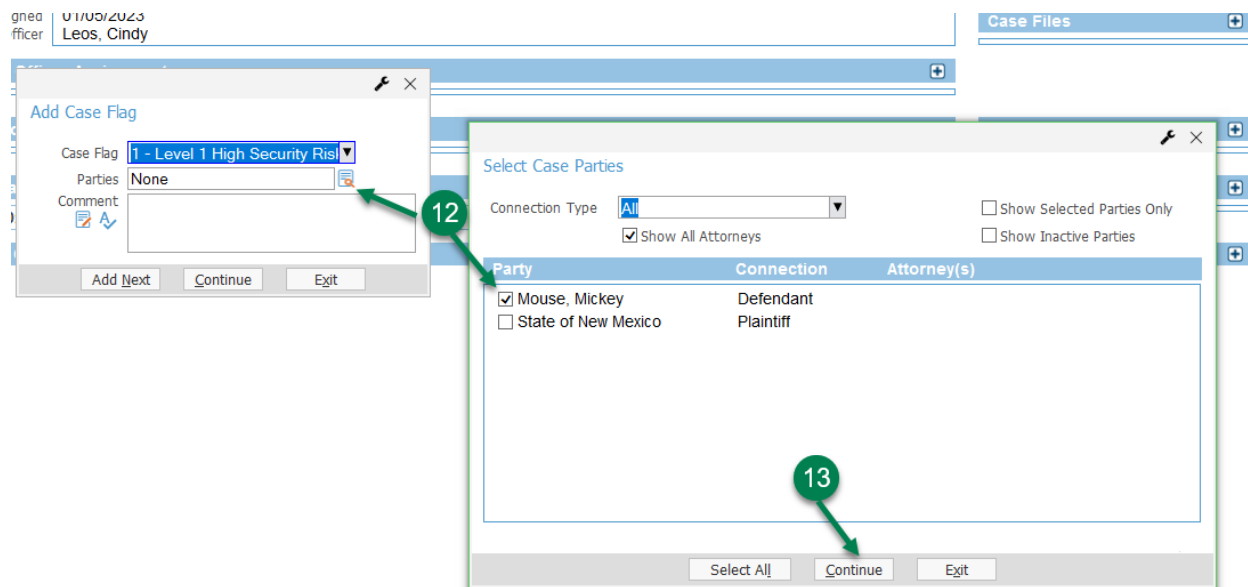 igned 01/05/2023
fficer Leos, Cindy
Case Files
Add Case Flag
Case Flag 1 - Level 1 High Security Ris
Parties None
Comment
Add Next Continue Exit
12
Select Case Parties
Connection Type All
Show Selected Parties Only
Show All Attorneys
Show Inactive Parties
Party Connection Attorney(s)
Mouse, Mickey Defendant
State of New Mexico Plaintiff
13
Select All Continue Exit